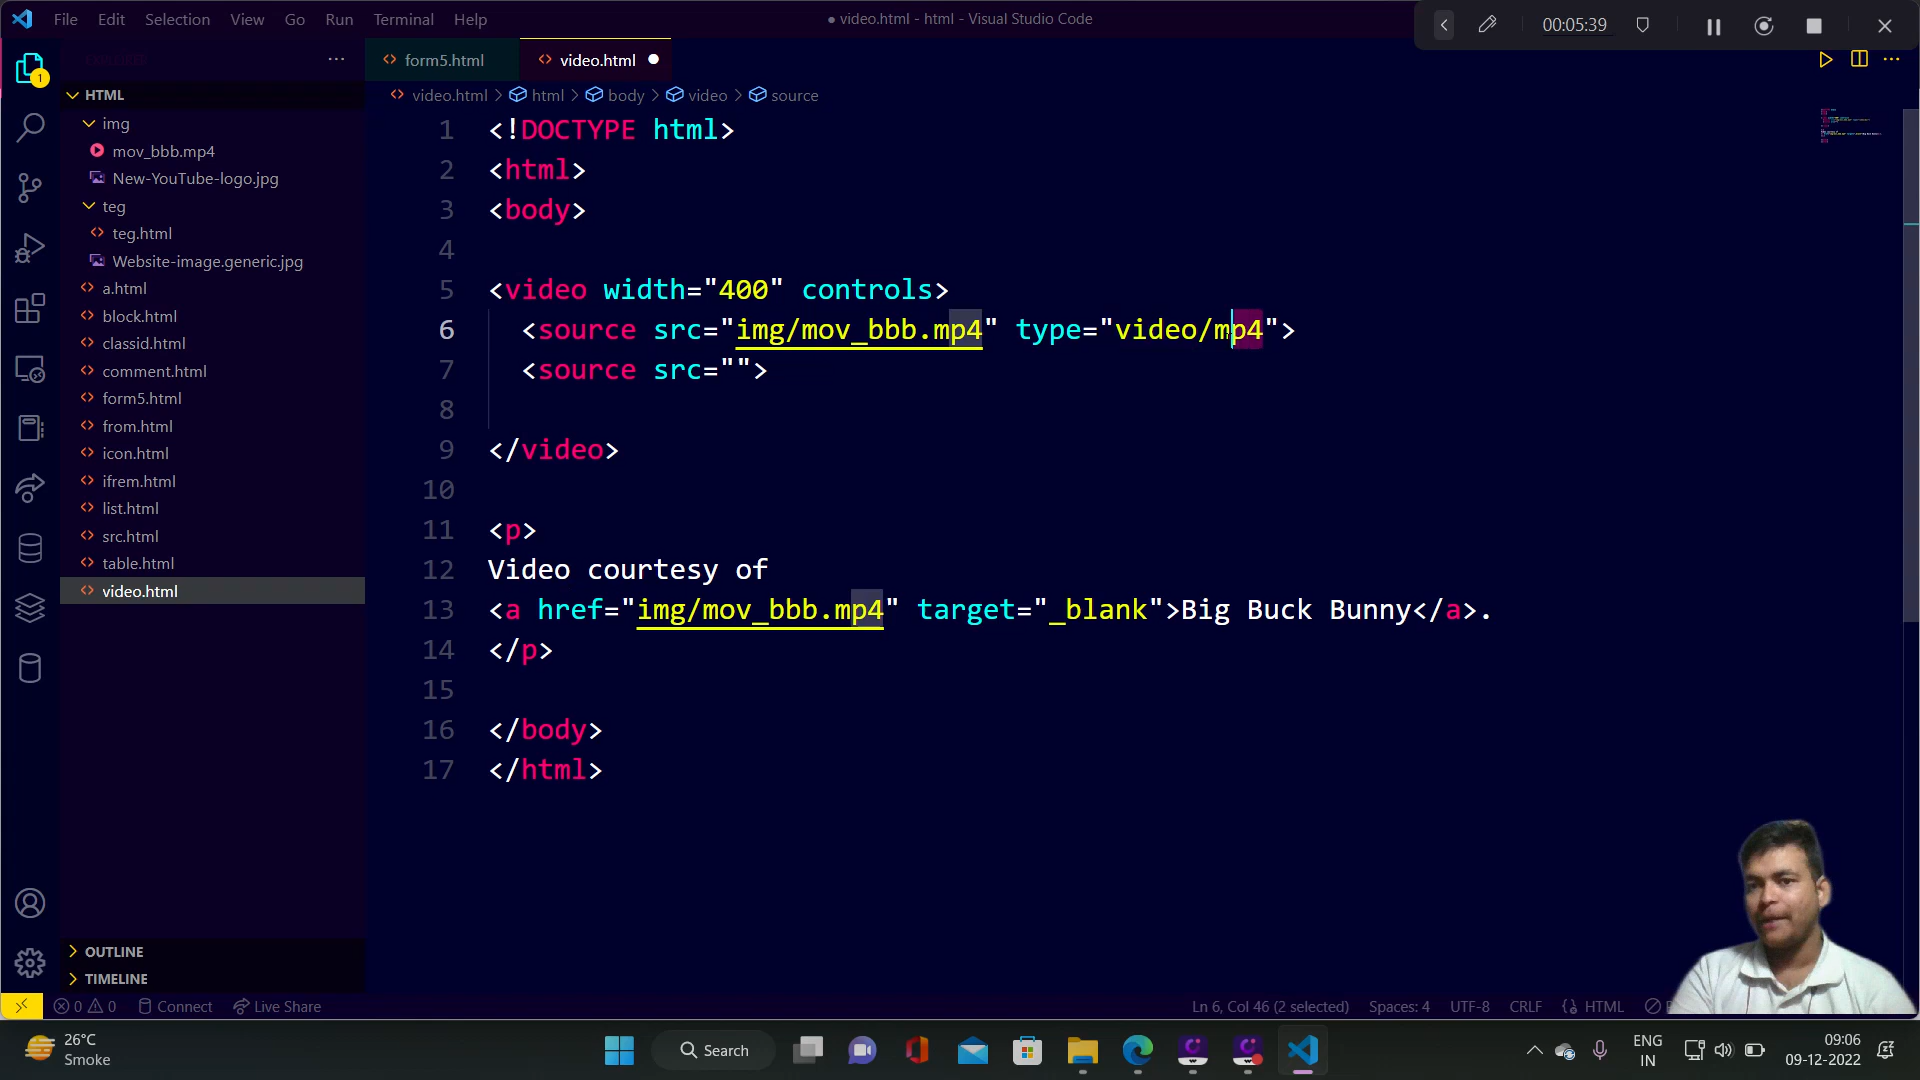 File Edit Selection View Go Run Terminal Help
● video.html - html - Visual Studio Code
00:05:39
form5.html
video.html ●
video.html > html > body > video > source
HTML
img
mov_bbb.mp4
New-YouTube-logo.jpg
teg
teg.html
Website-image.generic.jpg
a.html
block.html
classid.html
comment.html
form5.html
from.html
icon.html
ifrem.html
list.html
src.html
table.html
video.html
OUTLINE
TIMELINE
1 <!DOCTYPE html>
2 <html>
3 <body>
4
5 <video width="400" controls>
6 <source src="img/mov_bbb.mp4" type="video/mp4">
7 <source src="">
8
9 </video>
10
11 <p>
12 Video courtesy of
13 <a href="img/mov_bbb.mp4" target="_blank">Big Buck Bunny</a>.
14 </p>
15
16 </body>
17 </html>
0 0 Connect Live Share
Ln 6, Col 46 (2 selected) Spaces: 4 UTF-8 CRLF HTML
26°C
Smoke
Search
ENG
IN
09:06
09-12-2022